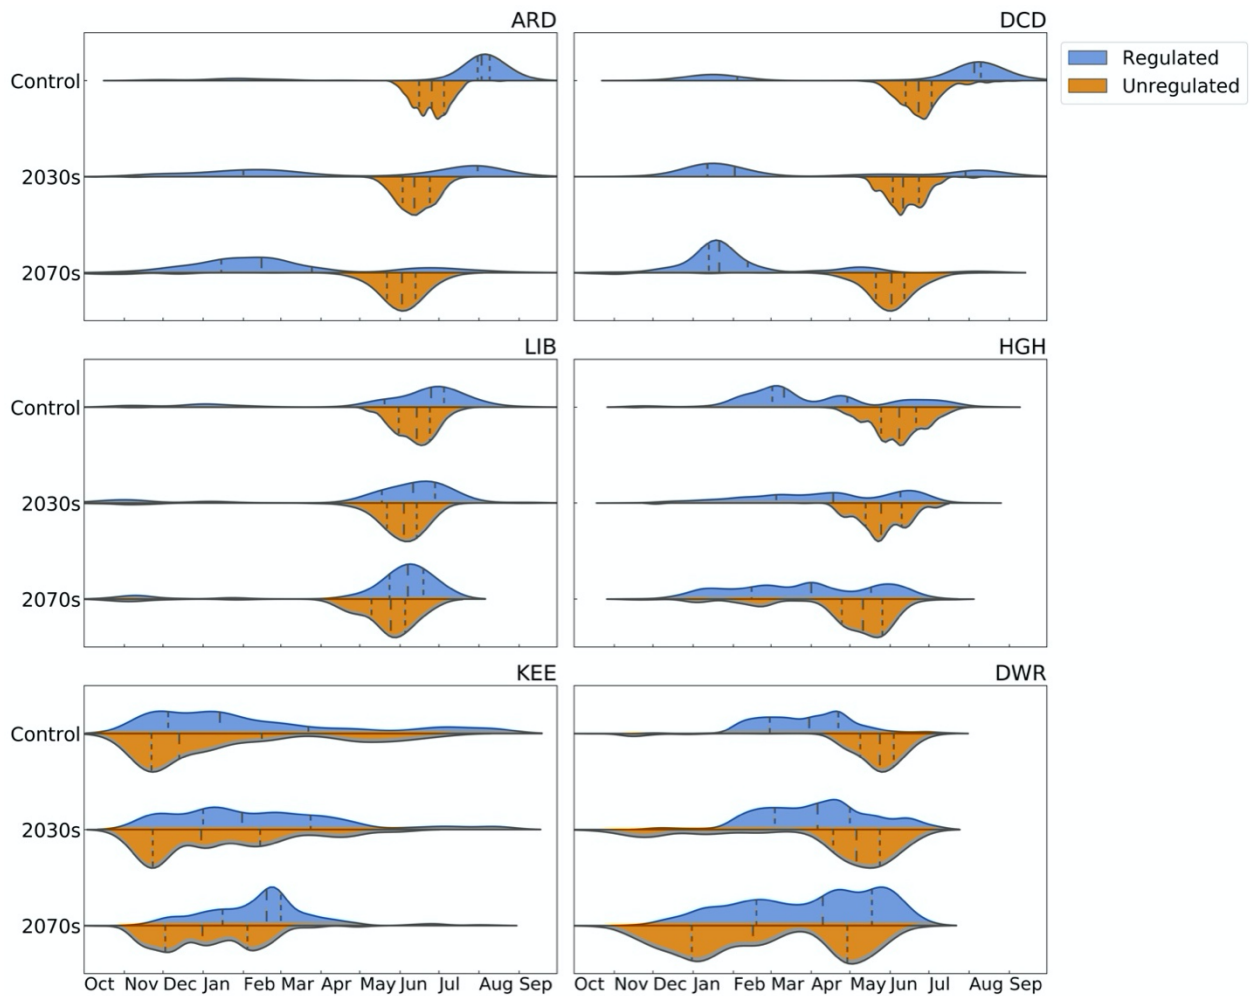 ARD
DCD
Regulated
Unregulated
Control
2030s
2070s
LIB
HGH
Control
2030s
2070s
KEE
DWR
Control
2030s
2070s
Oct Nov Dec Jan Feb Mar Apr May Jun Jul Aug Sep
Oct Nov Dec Jan Feb Mar Apr May Jun Jul Aug Sep